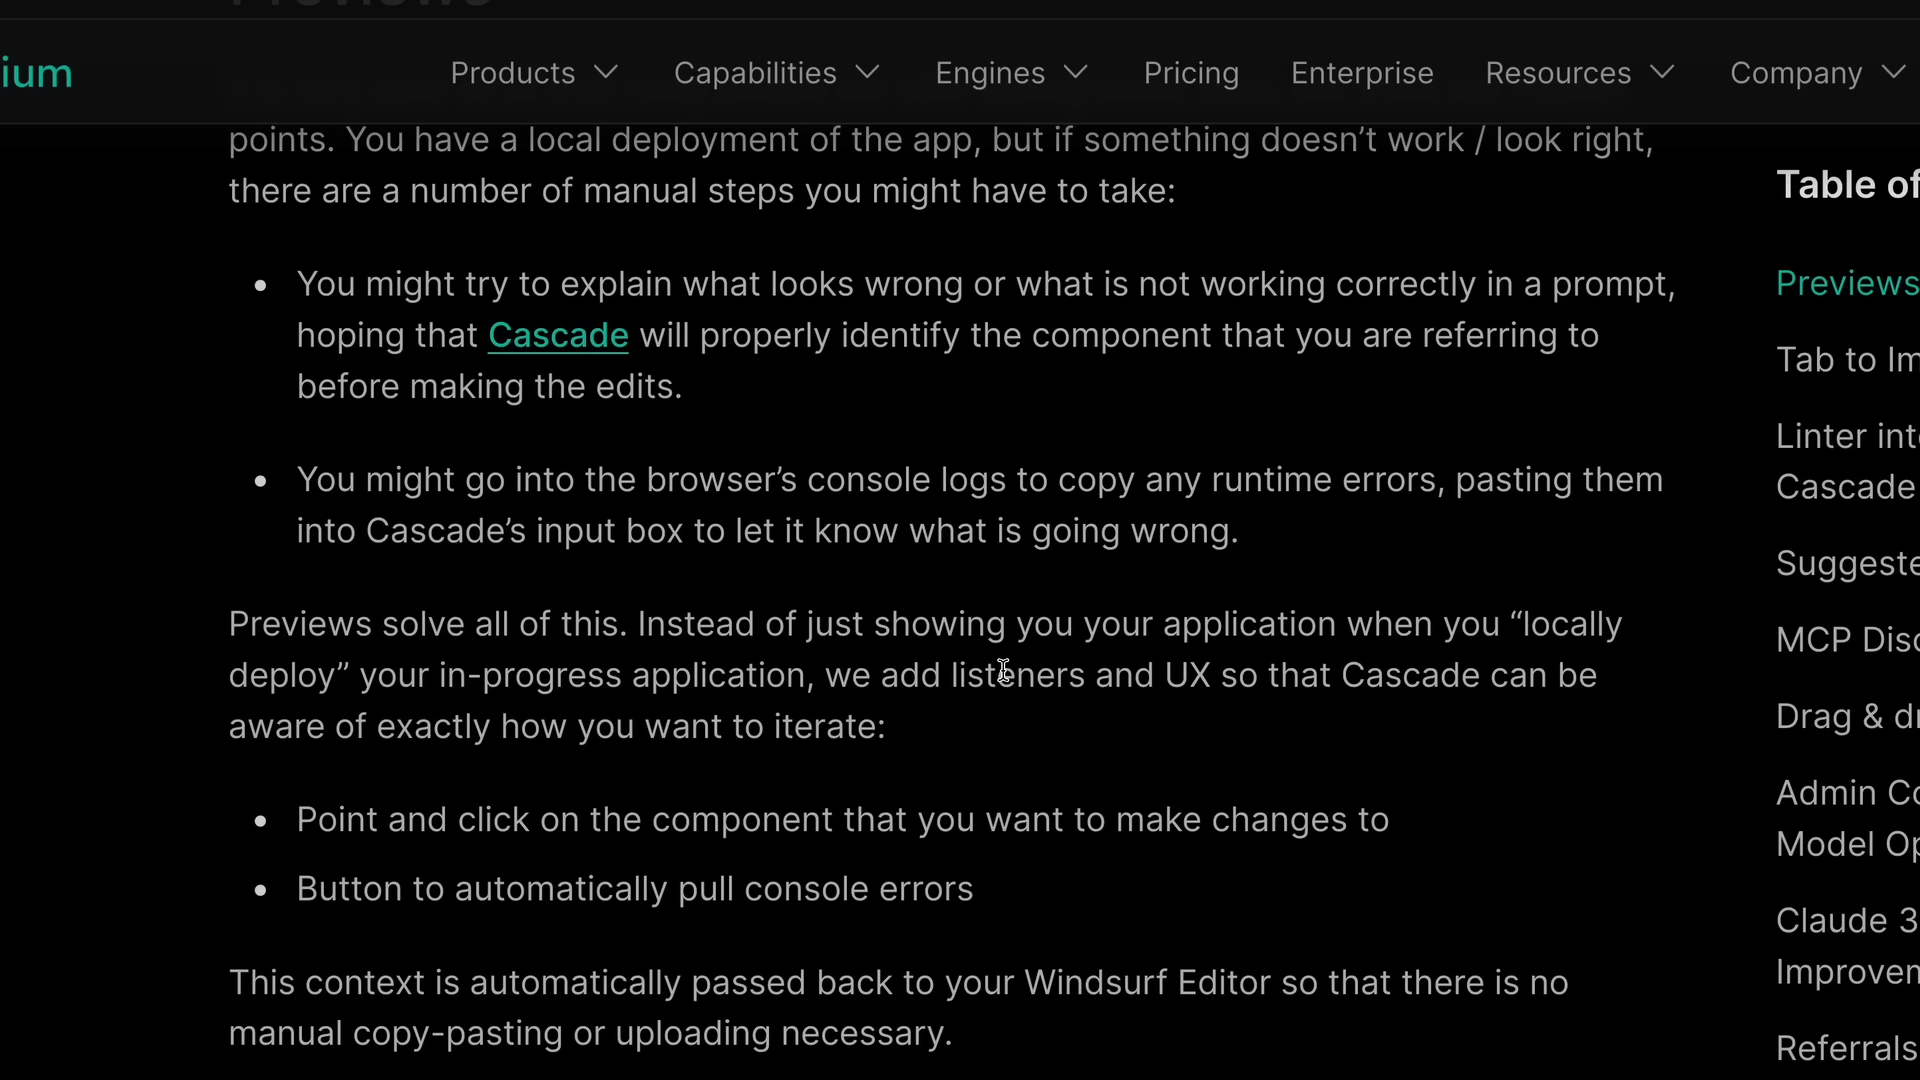 ium
Products
Capabilities
Engines
Pricing
Enterprise
Resources
Company
points. You have a local deployment of the app, but if something doesn’t work / look right,
there are a number of manual steps you might have to take:
• You might try to explain what looks wrong or what is not working correctly in a prompt,
hoping that Cascade will properly identify the component that you are referring to
before making the edits.
• You might go into the browser’s console logs to copy any runtime errors, pasting them
into Cascade’s input box to let it know what is going wrong.
Previews solve all of this. Instead of just showing you your application when you “locally
deploy” your in-progress application, we add listeners and UX so that Cascade can be
aware of exactly how you want to iterate:
• Point and click on the component that you want to make changes to
• Button to automatically pull console errors
This context is automatically passed back to your Windsurf Editor so that there is no
manual copy-pasting or uploading necessary.
Table of
Previews
Tab to Im
Linter int
Cascade
Suggeste
MCP Disc
Drag & dr
Admin Co
Model Op
Claude 3
Improvem
Referrals